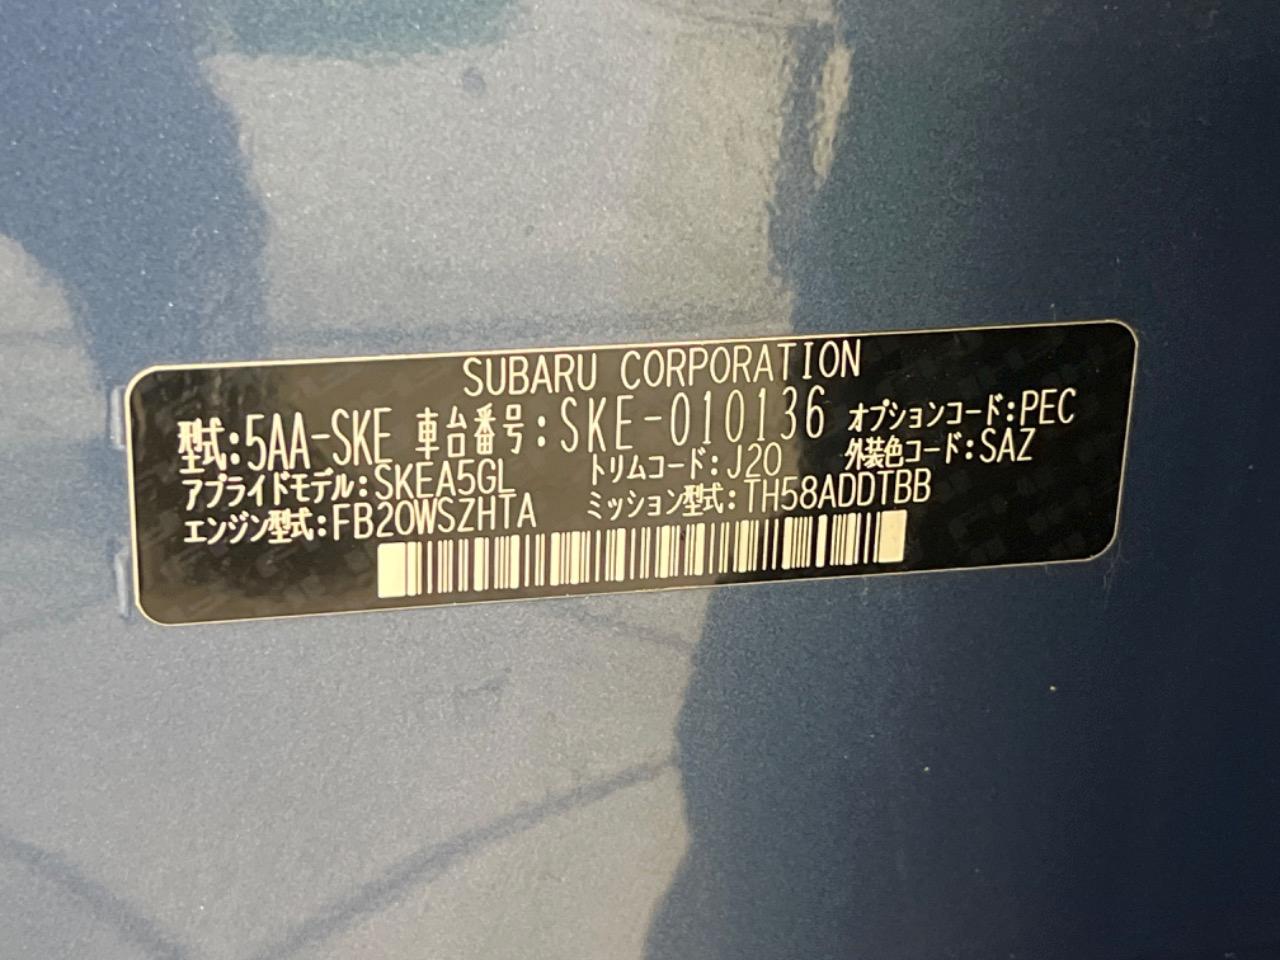 SUBARU CORPORATION
型式:5AA-SKE 車台番号:SKE-010136 オプションコード:PEC
アプライドモデル:SKEA5GL トリムコード:J20 外装色コード:SAZ
エンジン型式:FB20WSZHTA ミッション型式:TH58ADDTBB